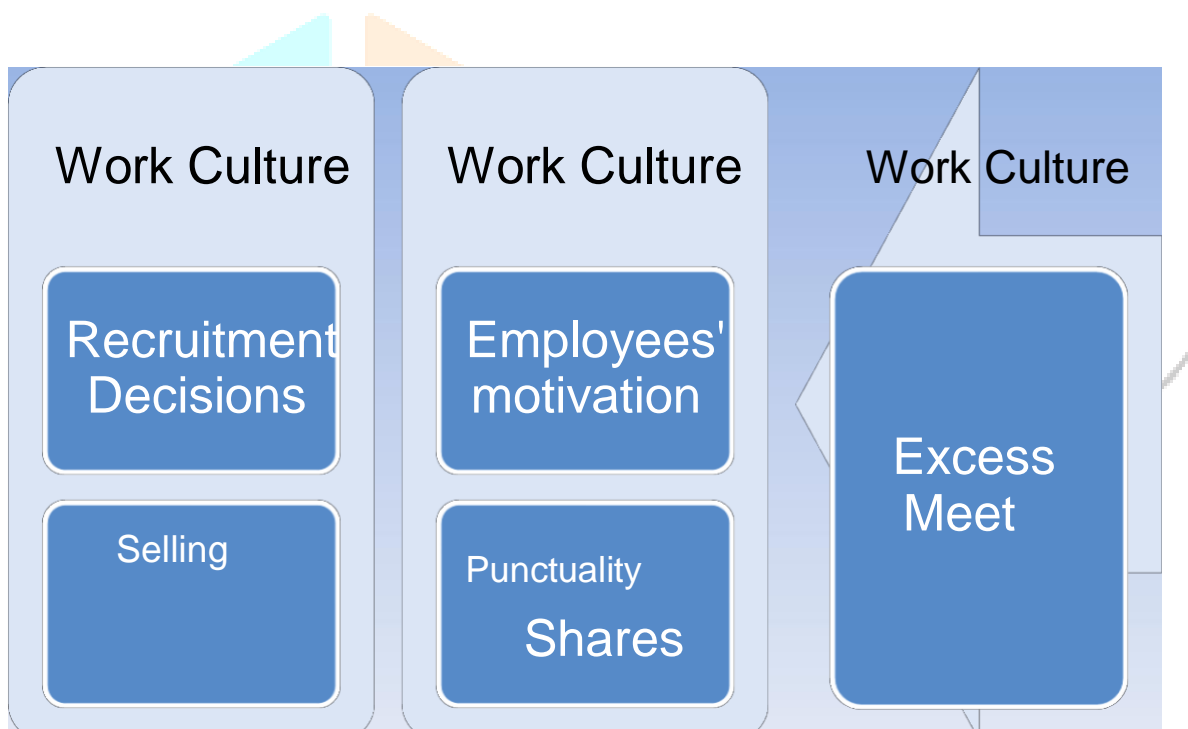 Work Culture
Recruitment
Decisions
Selling
Work Culture
Employees'
motivation
Punctuality
Shares
Work Culture
Excess
Meet